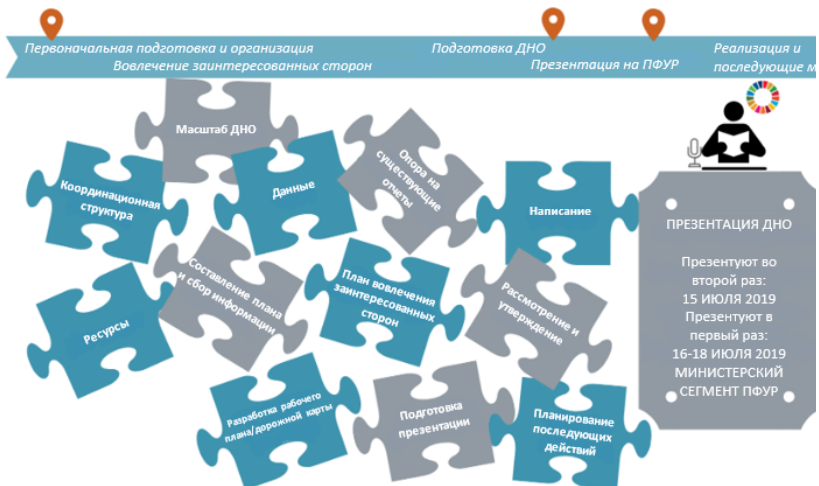 Первоначальная подготовка и организация
Вовлечение заинтересованных сторон
Подготовка ДНО
Презентация на ПФУР
Реализация и
последующие м
Масштаб ДНО
Координационная
структура
Данные
Опора на
существующие
отчеты
Написание
Ресурсы
Составление плана
и сбор информации
План вовлечения
заинтересованных
сторон
Рассмотрение и
утверждение
Разработка рабочего
плана/дорожной карты
Подготовка
презентации
Планирование
последующих
действий
ПРЕЗЕНТАЦИЯ ДНО
Презентуют во
второй раз:
15 ИЮЛЯ 2019
Презентуют в
первый раз:
16-18 ИЮЛЯ 2019
МИНИСТЕРСКИЙ
СЕГМЕНТ ПФУР